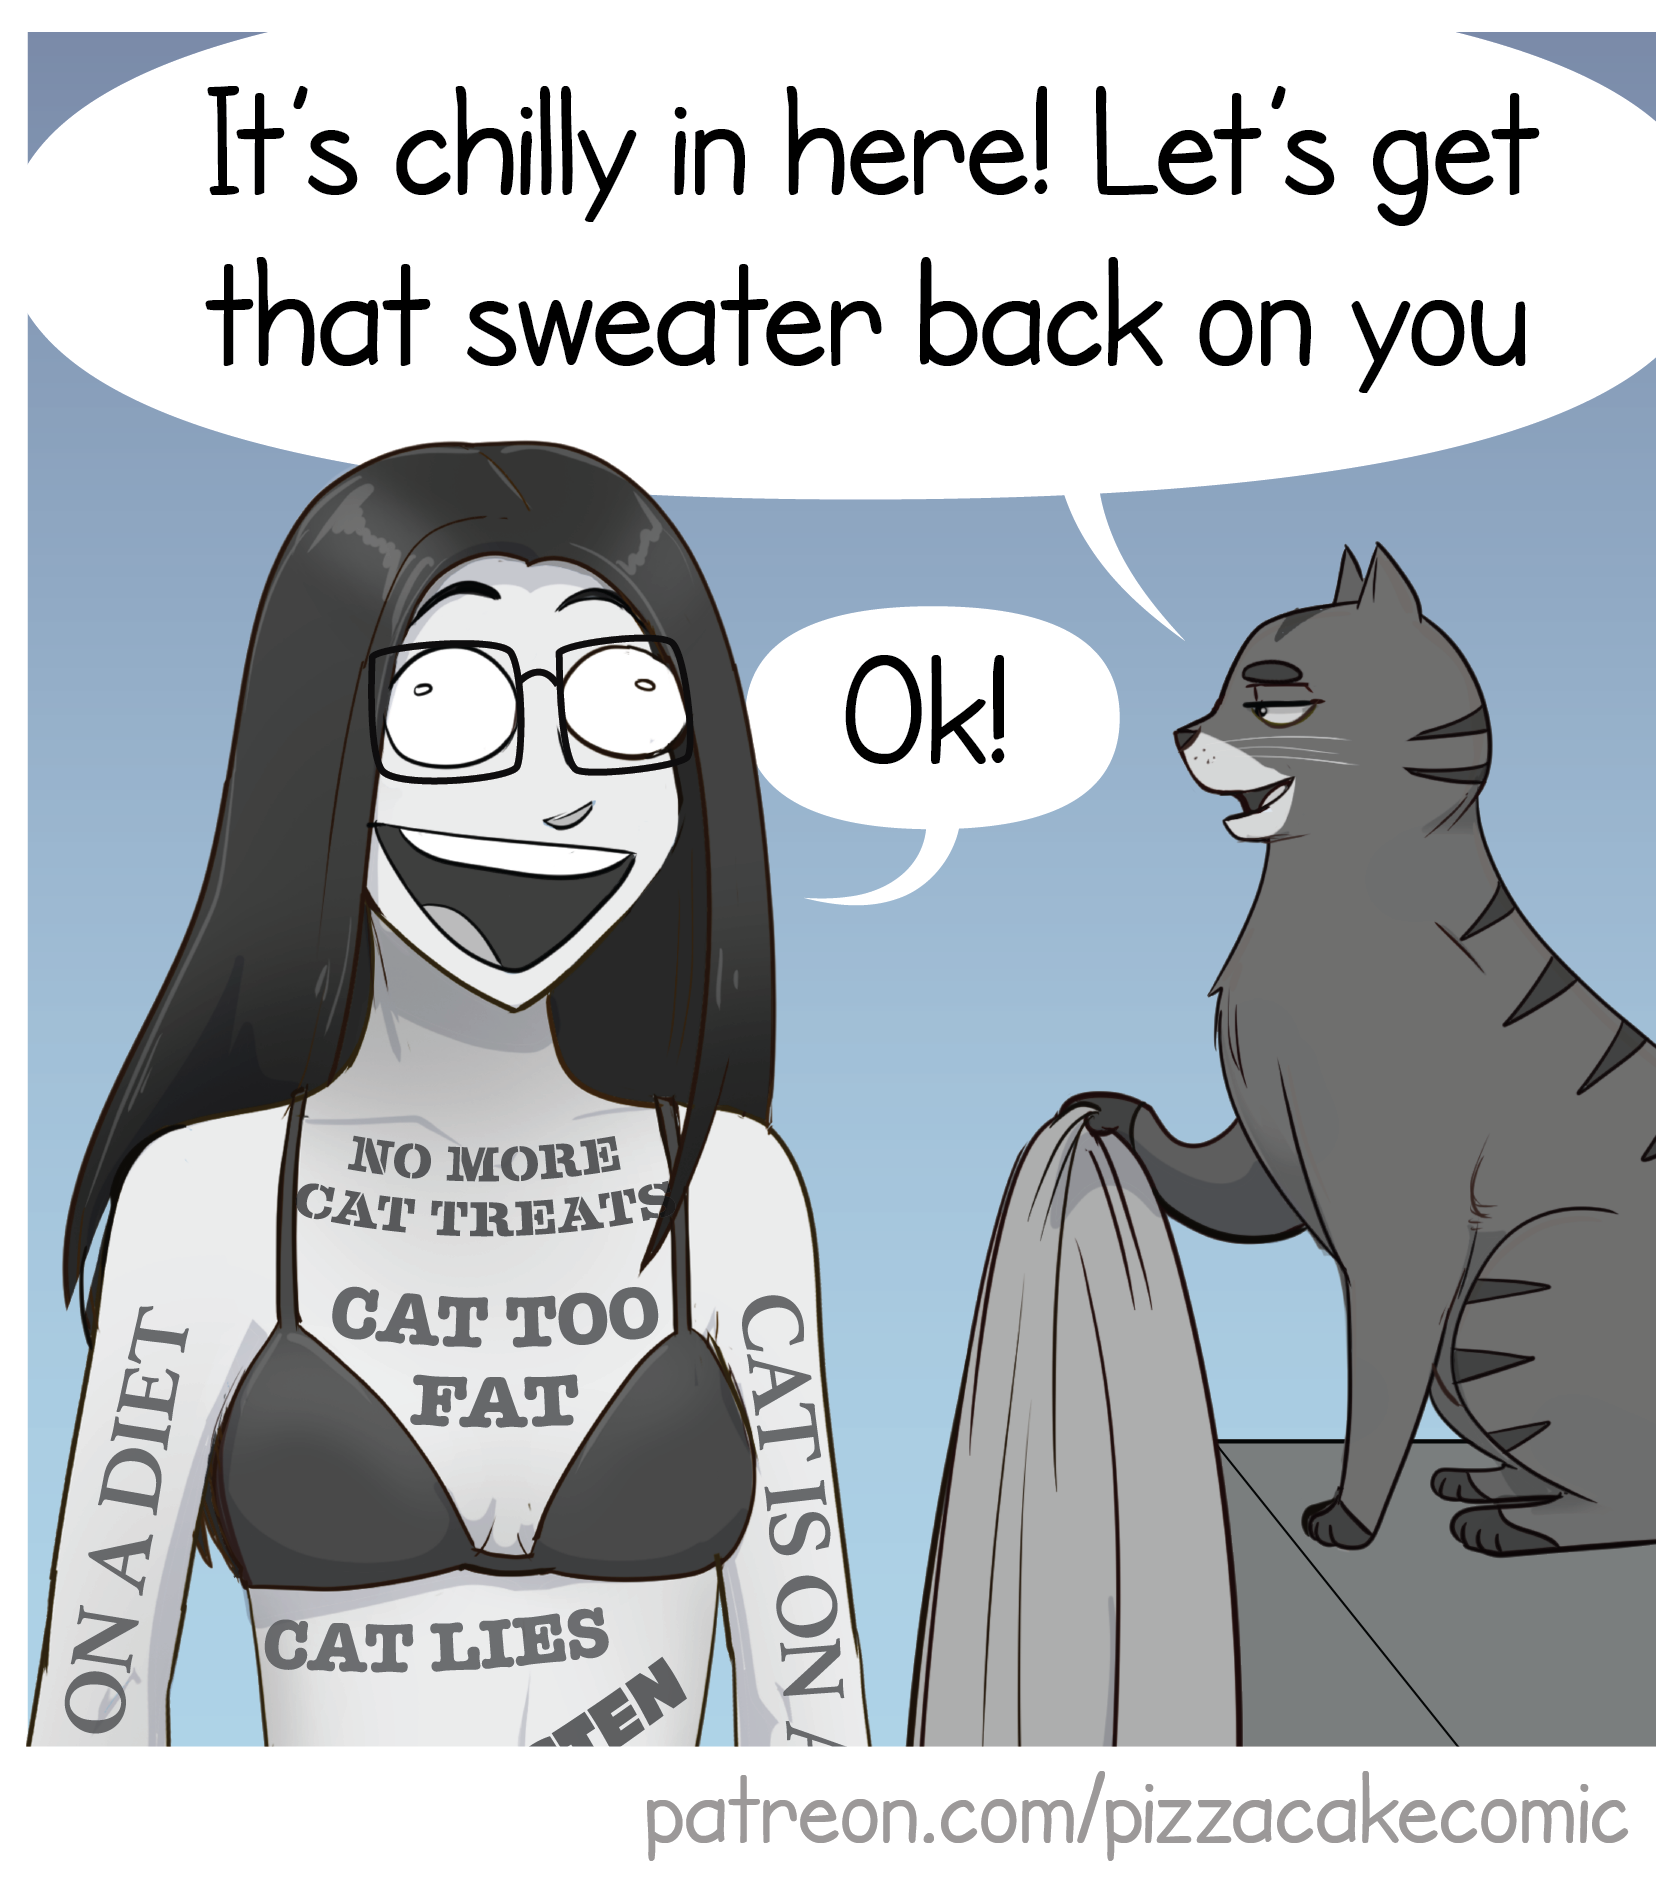 It's chilly in here! Let's get
that sweater back on you
Ok!
NO MORE
CAT TREATS
CAT TOO
FAT
ON A DIET
CAT IS ON A
CAT LIES
patreon.com/pizzacakecomic